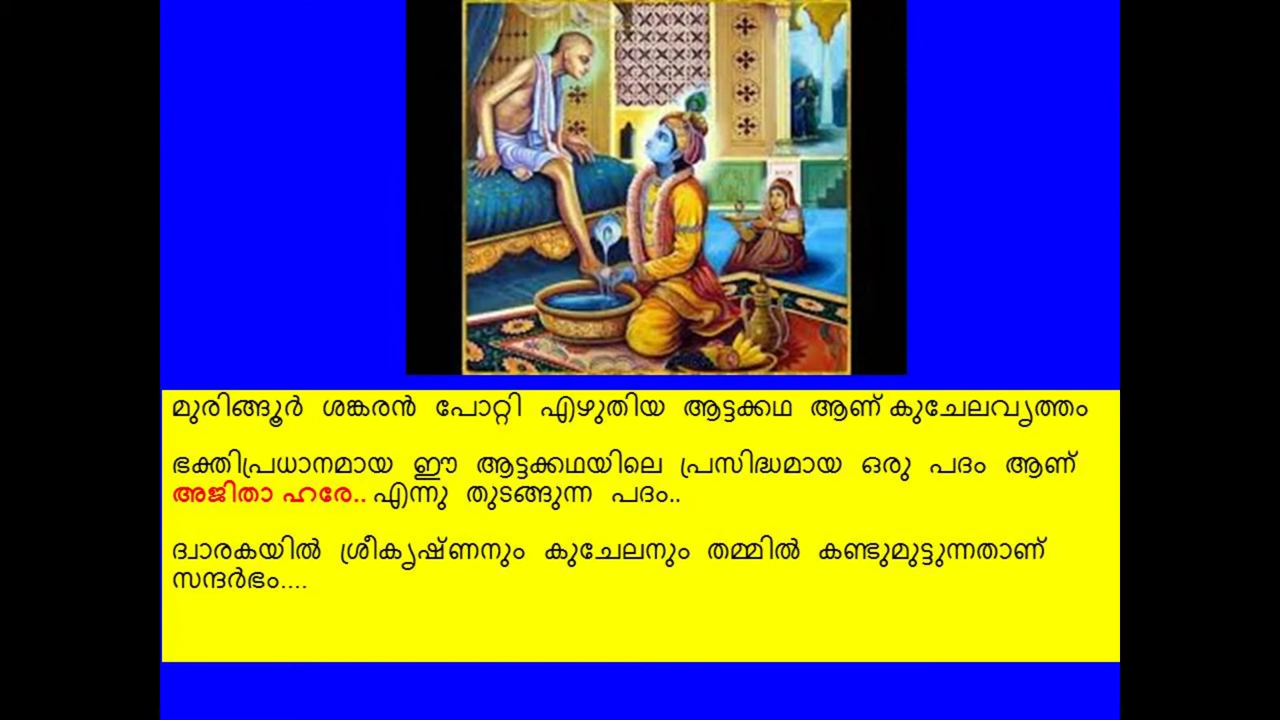 മുരിങ്ങൂർ ശങ്കരൻ പോറ്റി എഴുതിയ ആട്ടക്കഥ ആണ് കുചേലവൃത്തം
ഭക്തിപ്രധാനമായ ഈ ആട്ടക്കഥയിലെ പ്രസിദ്ധമായ ഒരു പദം ആണ്
അജിതാ ഹരേ.. എന്നു തുടങ്ങുന്ന പദം..
ദ്വാരകയിൽ ശ്രീകൃഷ്ണനും കുചേലനും തമ്മിൽ കണ്ടുമുട്ടുന്നതാണ്
സന്ദർഭം....